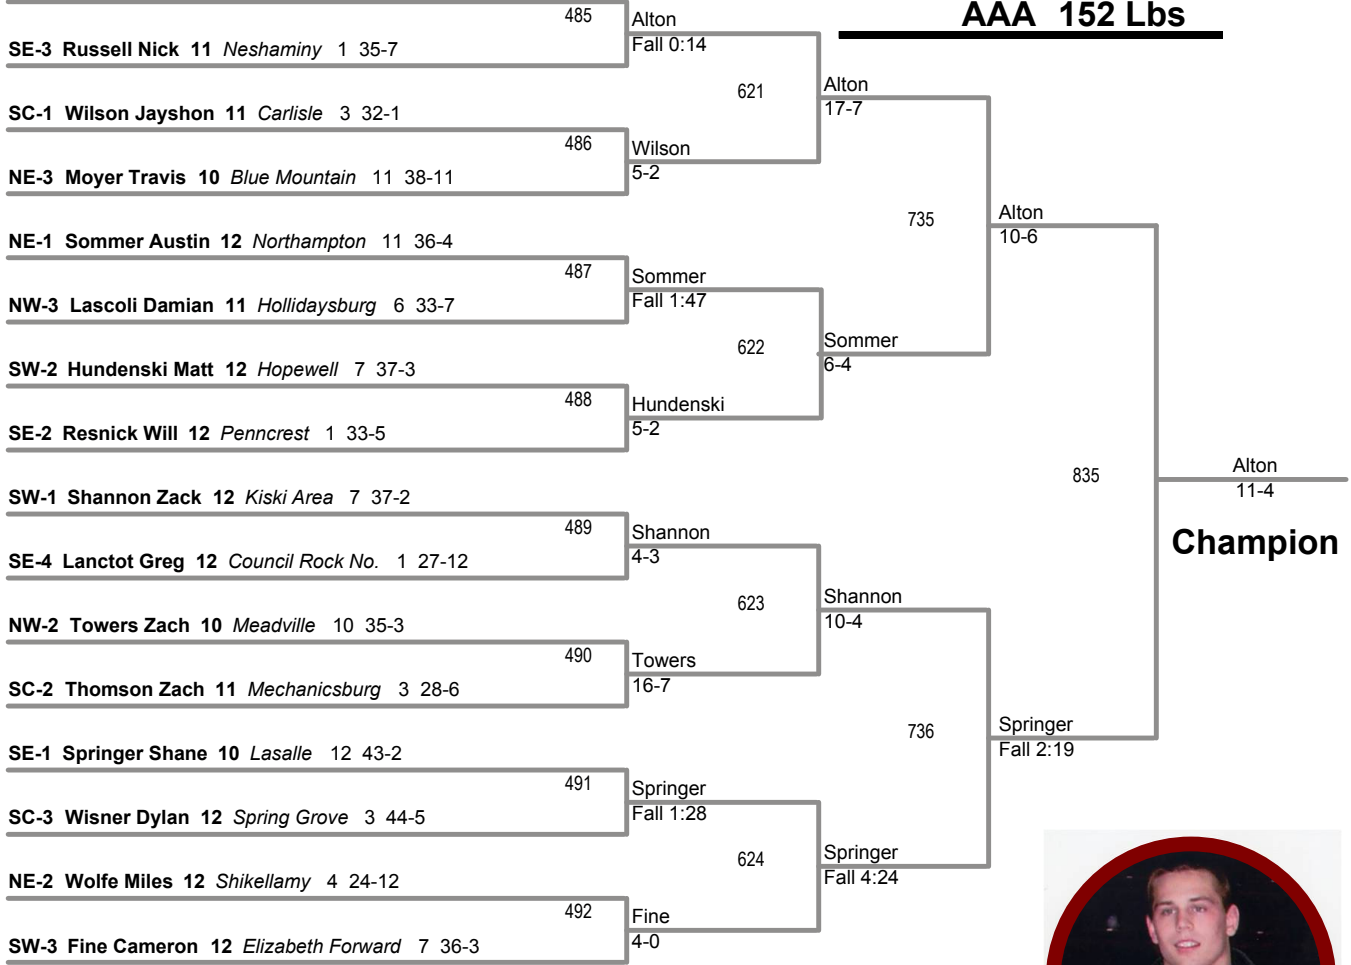 AAA 152 Lbs
485
Alton
SE-3 Russell Nick 11 Neshaminy 1 35-7
Fall 0:14
621
Alton
17-7
SC-1 Wilson Jayshon 11 Carlisle 3 32-1
486
Wilson
5-2
NE-3 Moyer Travis 10 Blue Mountain 11 38-11
735
Alton
10-6
NE-1 Sommer Austin 12 Northampton 11 36-4
487
Sommer
Fall 1:47
NW-3 Lascoli Damian 11 Hollidaysburg 6 33-7
622
Sommer
6-4
SW-2 Hundenski Matt 12 Hopewell 7 37-3
488
Hundenski
5-2
SE-2 Resnick Will 12 Penncrest 1 33-5
835
Alton
11-4
Champion
SW-1 Shannon Zack 12 Kiski Area 7 37-2
489
Shannon
4-3
SE-4 Lanctot Greg 12 Council Rock No. 1 27-12
623
Shannon
10-4
NW-2 Towers Zach 10 Meadville 10 35-3
490
Towers
16-7
SC-2 Thomson Zach 11 Mechanicsburg 3 28-6
736
Springer
Fall 2:19
SE-1 Springer Shane 10 Lasalle 12 43-2
491
Springer
Fall 1:28
SC-3 Wisner Dylan 12 Spring Grove 3 44-5
624
Springer
Fall 4:24
NE-2 Wolfe Miles 12 Shikellamy 4 24-12
492
Fine
4-0
SW-3 Fine Cameron 12 Elizabeth Forward 7 36-3